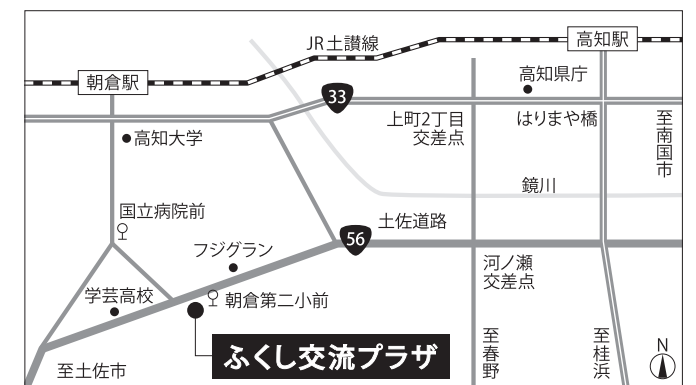 JR土讃線
高知駅
朝倉駅
高知県庁
33
上町2丁目
交差点
はりまや橋
至南国市
高知大学
鏡川
国立病院前
土佐道路
56
フジグラン
河ノ瀬
交差点
学芸高校
朝倉第二小前
至春野
至桂浜
N
ふくし交流プラザ
至土佐市